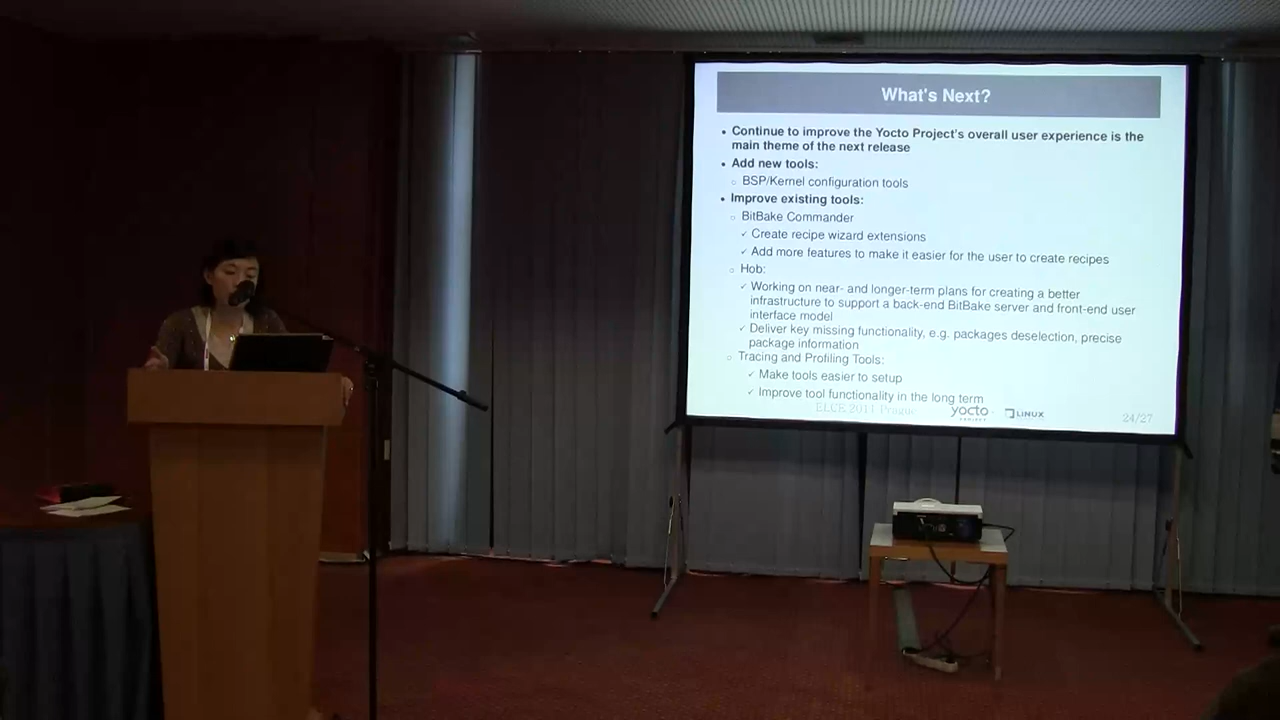 What's Next?
• Continue to improve the Yocto Project's overall user experience is the
main theme of the next release
• Add new tools:
○ BSP/Kernel configuration tools
• Improve existing tools:
○ BitBake Commander
✓ Create recipe wizard extensions
✓ Add more features to make it easier for the user to create recipes
○ Hob:
✓ Working on near- and longer-term plans for creating a better
infrastructure to support a back-end BitBake server and front-end user
interface model
✓ Deliver key missing functionality, e.g. packages deselection, precise
package information
○ Tracing and Profiling Tools:
✓ Make tools easier to setup
✓ Improve tool functionality in the long term
ELCE 2011 Prague
yocto
PROJECT
LINUX
24/27